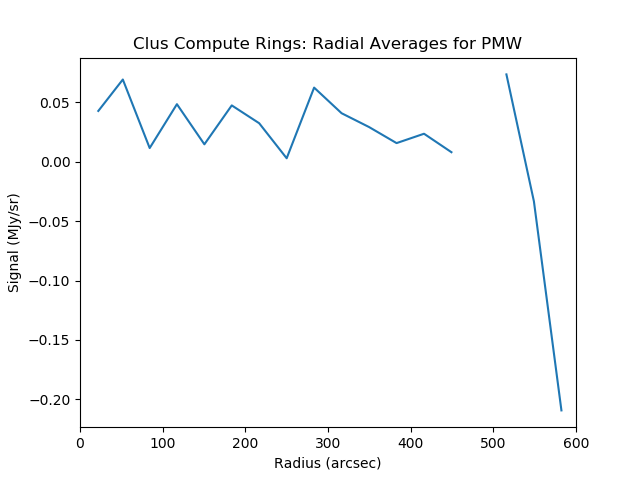 Clus Compute Rings: Radial Averages for PMW
Signal (MJy/sr)
0.05
0.00
−0.05
−0.10
−0.15
−0.20
0 100 200 300 400 500 600
Radius (arcsec)